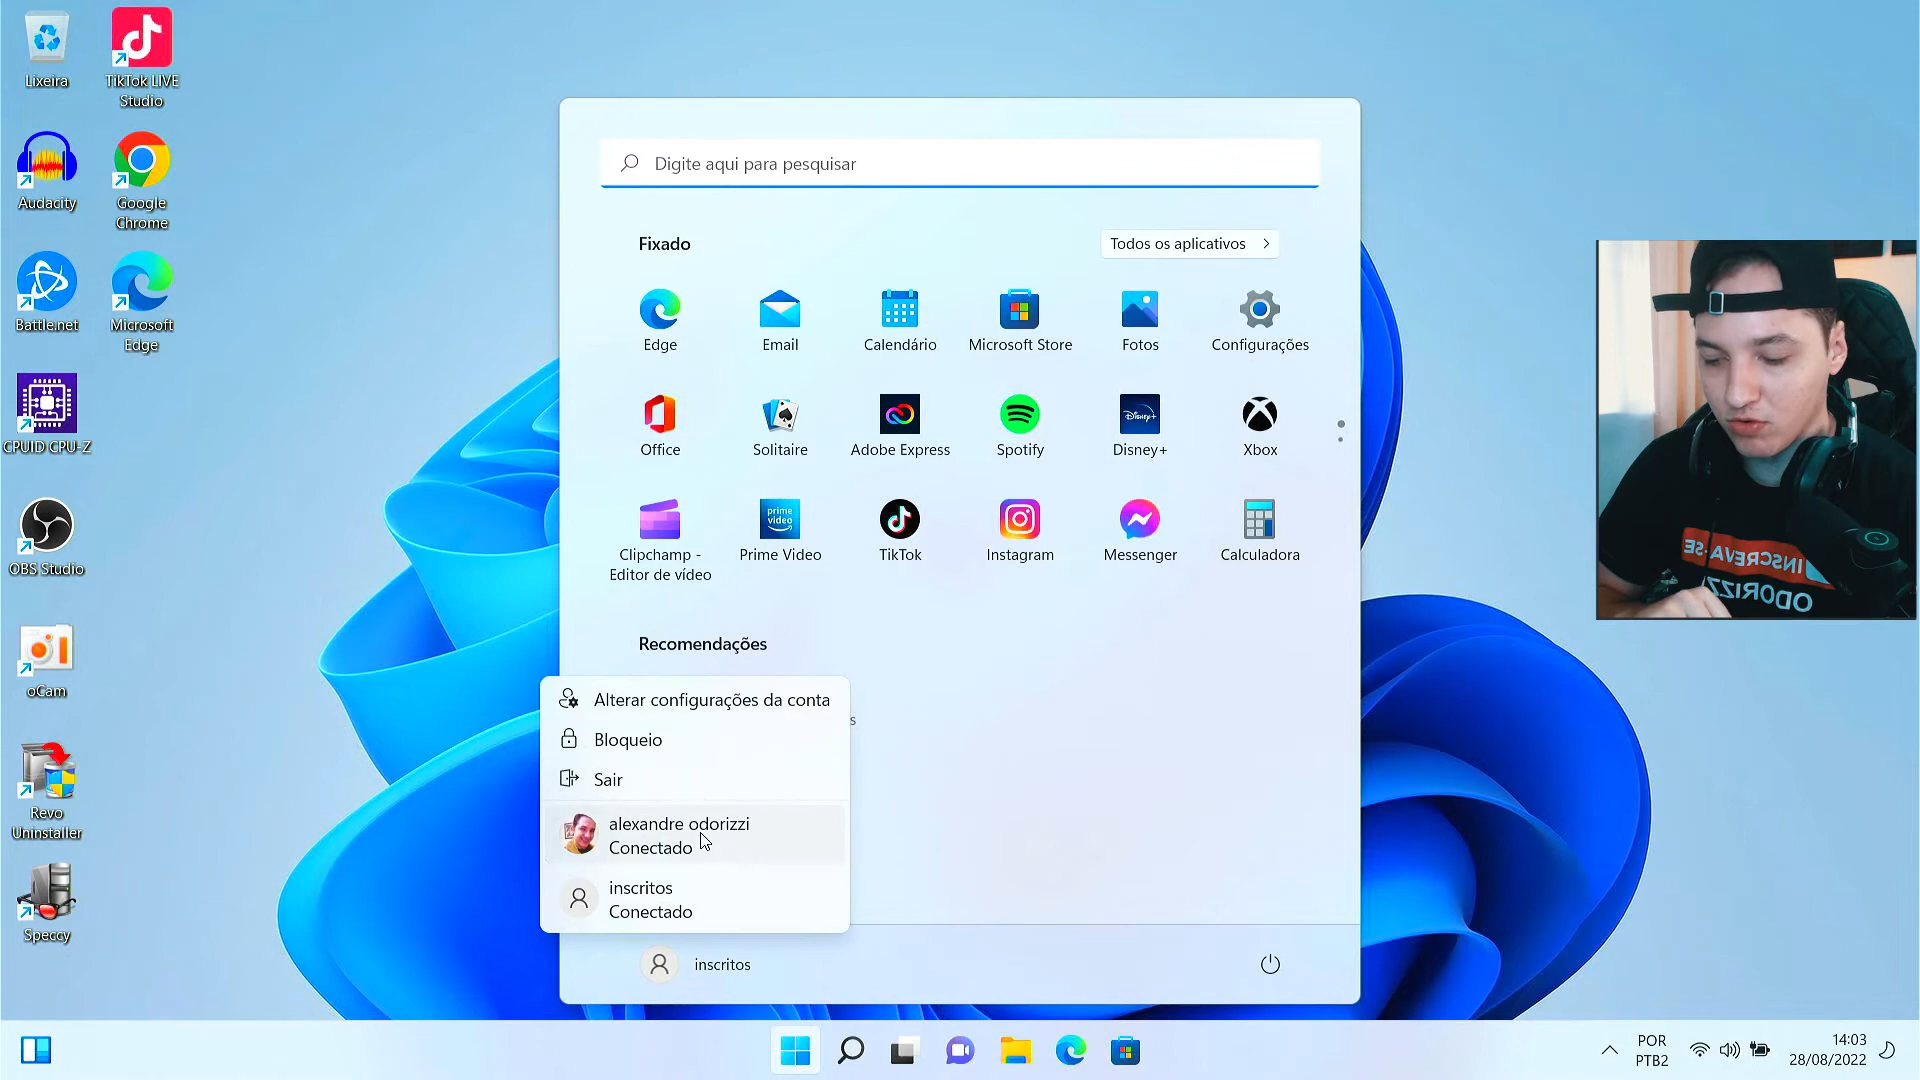 Lixeira
TikTok LIVE
Studio
Audacity
Google
Chrome
Battle.net
Microsoft
Edge
CPUID CPU-Z
OBS Studio
oCam
Revo
Uninstaller
Speccy
Digite aqui para pesquisar
Fixado
Todos os aplicativos
Edge
Email
Calendário
Microsoft Store
Fotos
Configurações
Office
Solitaire
Adobe Express
Disney+
Spotify
Disney+
Xbox
prime
video
Clipchamp -
Editor de vídeo
Prime Video
TikTok
Instagram
Messenger
Calculadora
Recomendações
Alterar configurações da conta
s
Bloqueio
Sair
alexandre odorizzi
Conectado
inscritos
Conectado
inscritos
INSCREVA-SE
ODORIZZI
POR
PTB2
14:03
28/08/2022